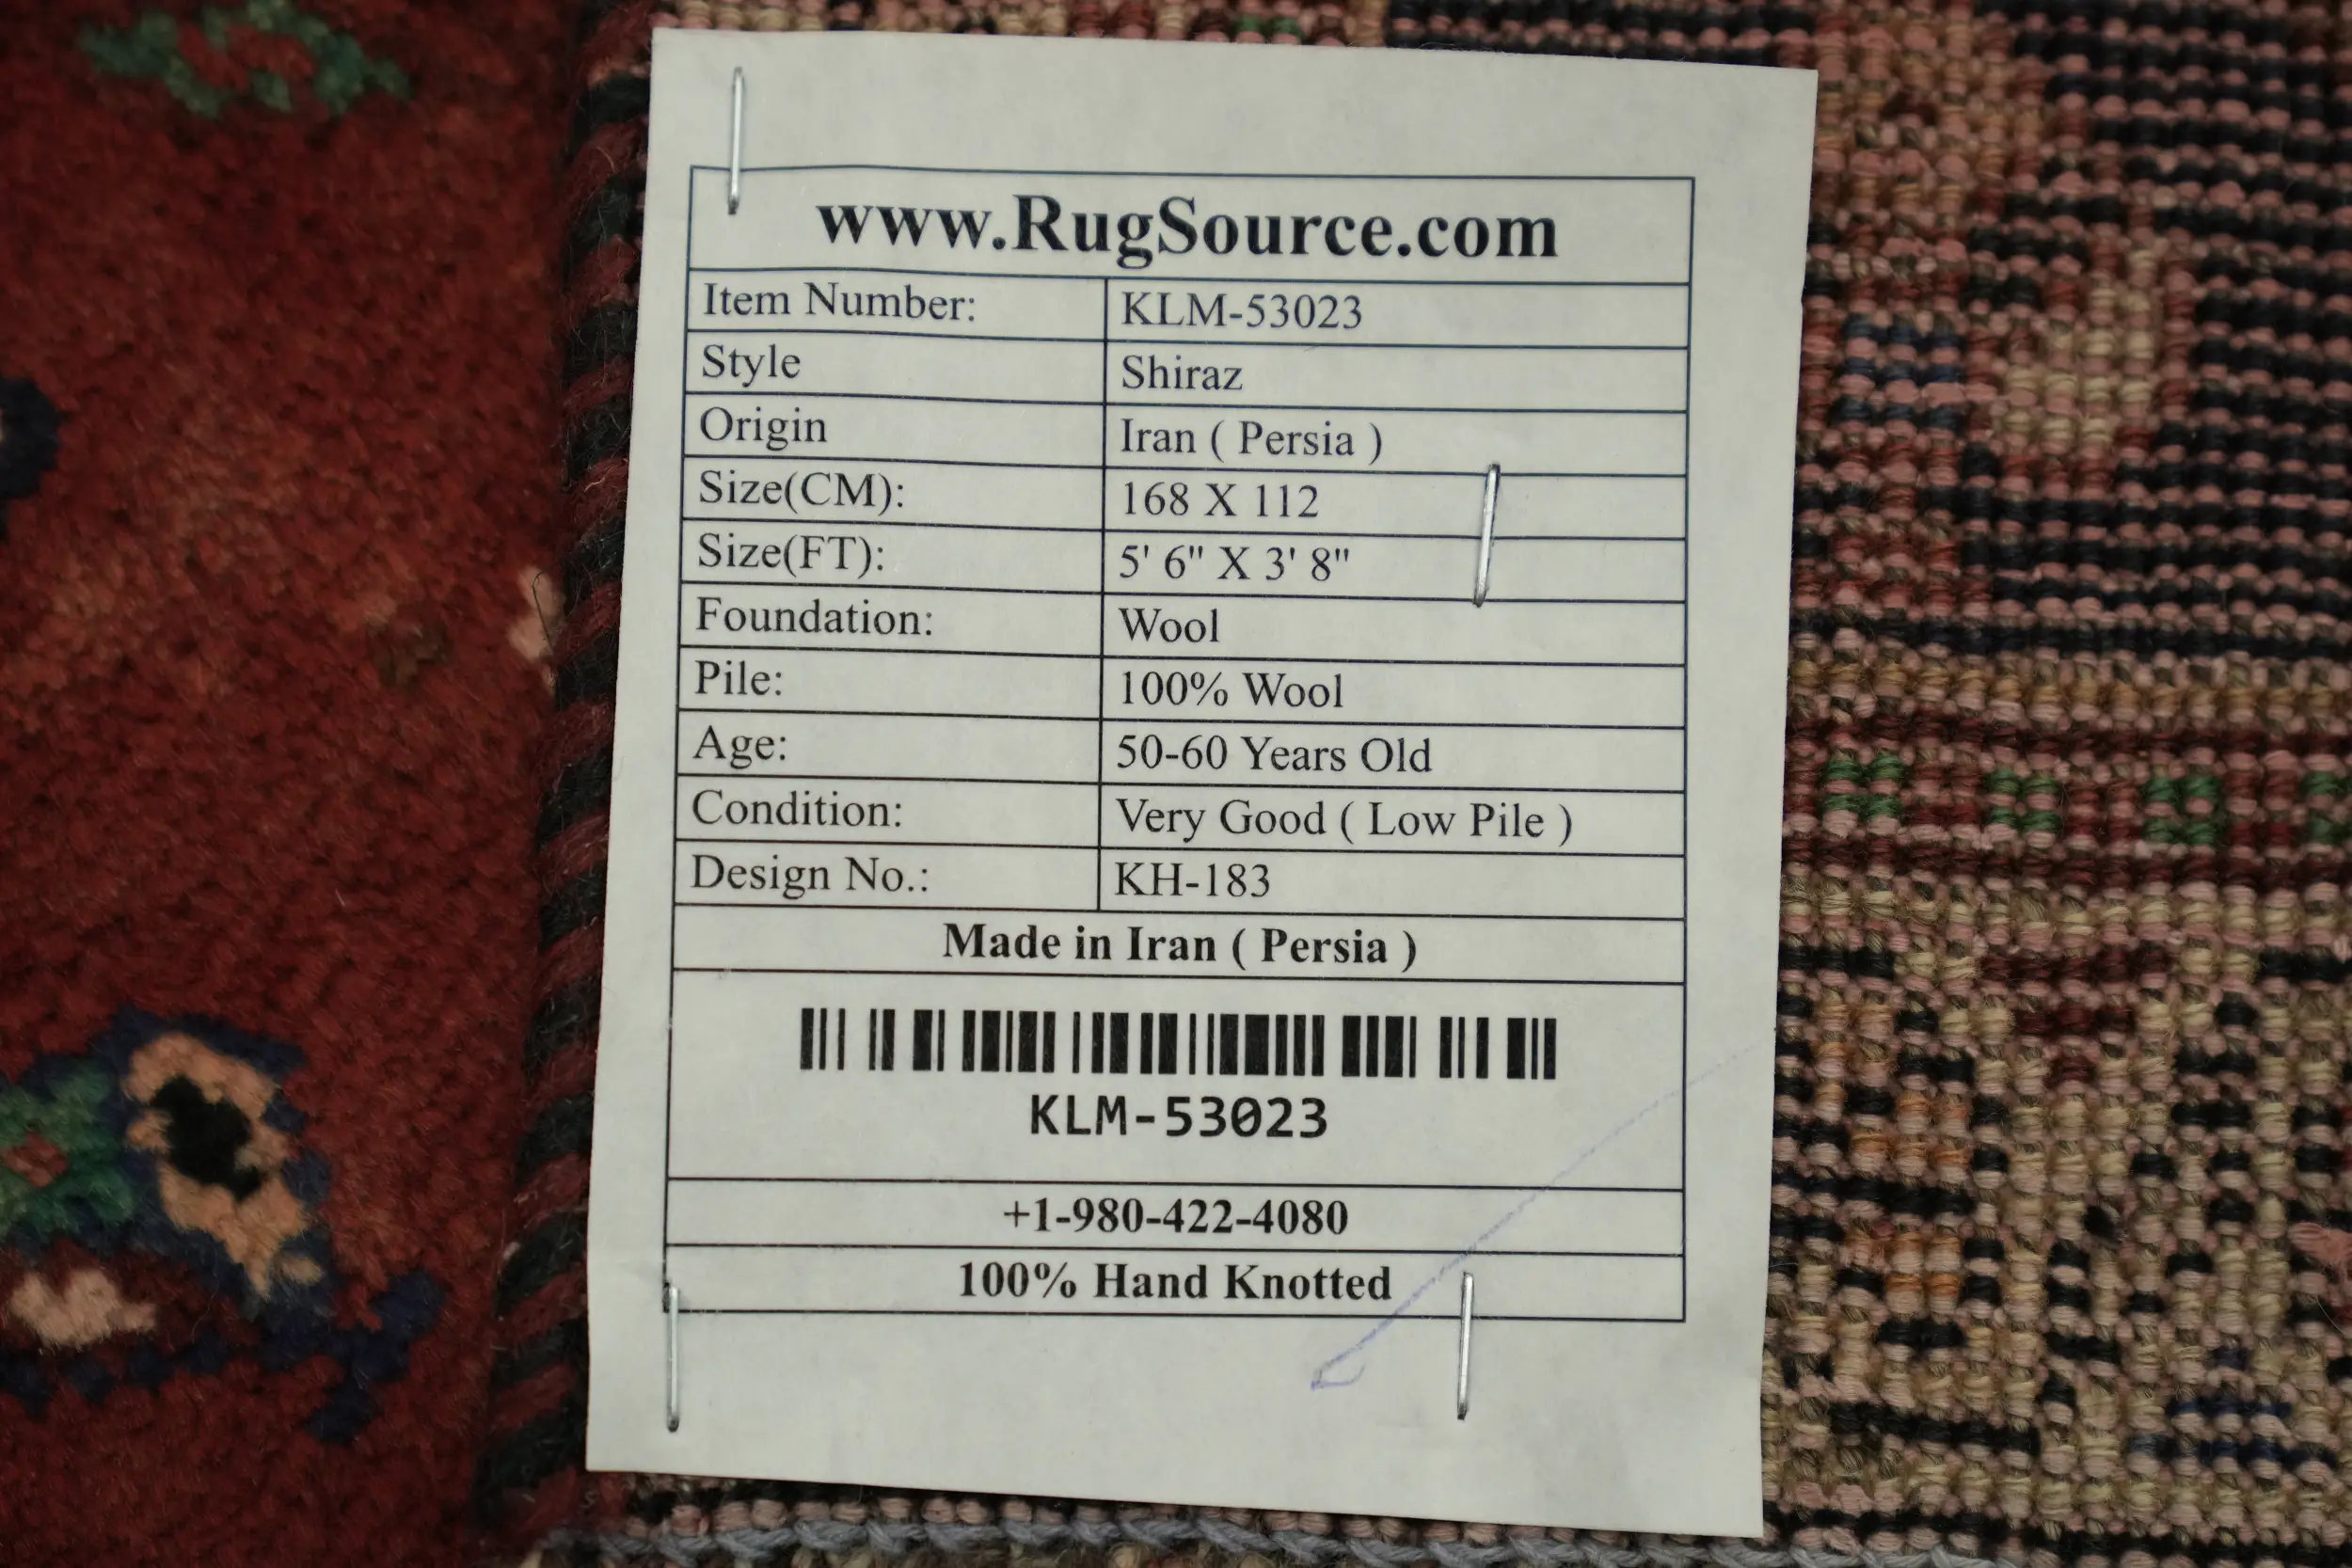 www.RugSource.com
Item Number: KLM-53023
Style Shiraz
Origin Iran ( Persia )
Size(CM): 168 X 112
Size(FT): 5' 6" X 3' 8"
Foundation: Wool
Pile: 100% Wool
Age: 50-60 Years Old
Condition: Very Good ( Low Pile )
Design No.: KH-183
Made in Iran ( Persia )
KLM-53023
+1-980-422-4080
100% Hand Knotted